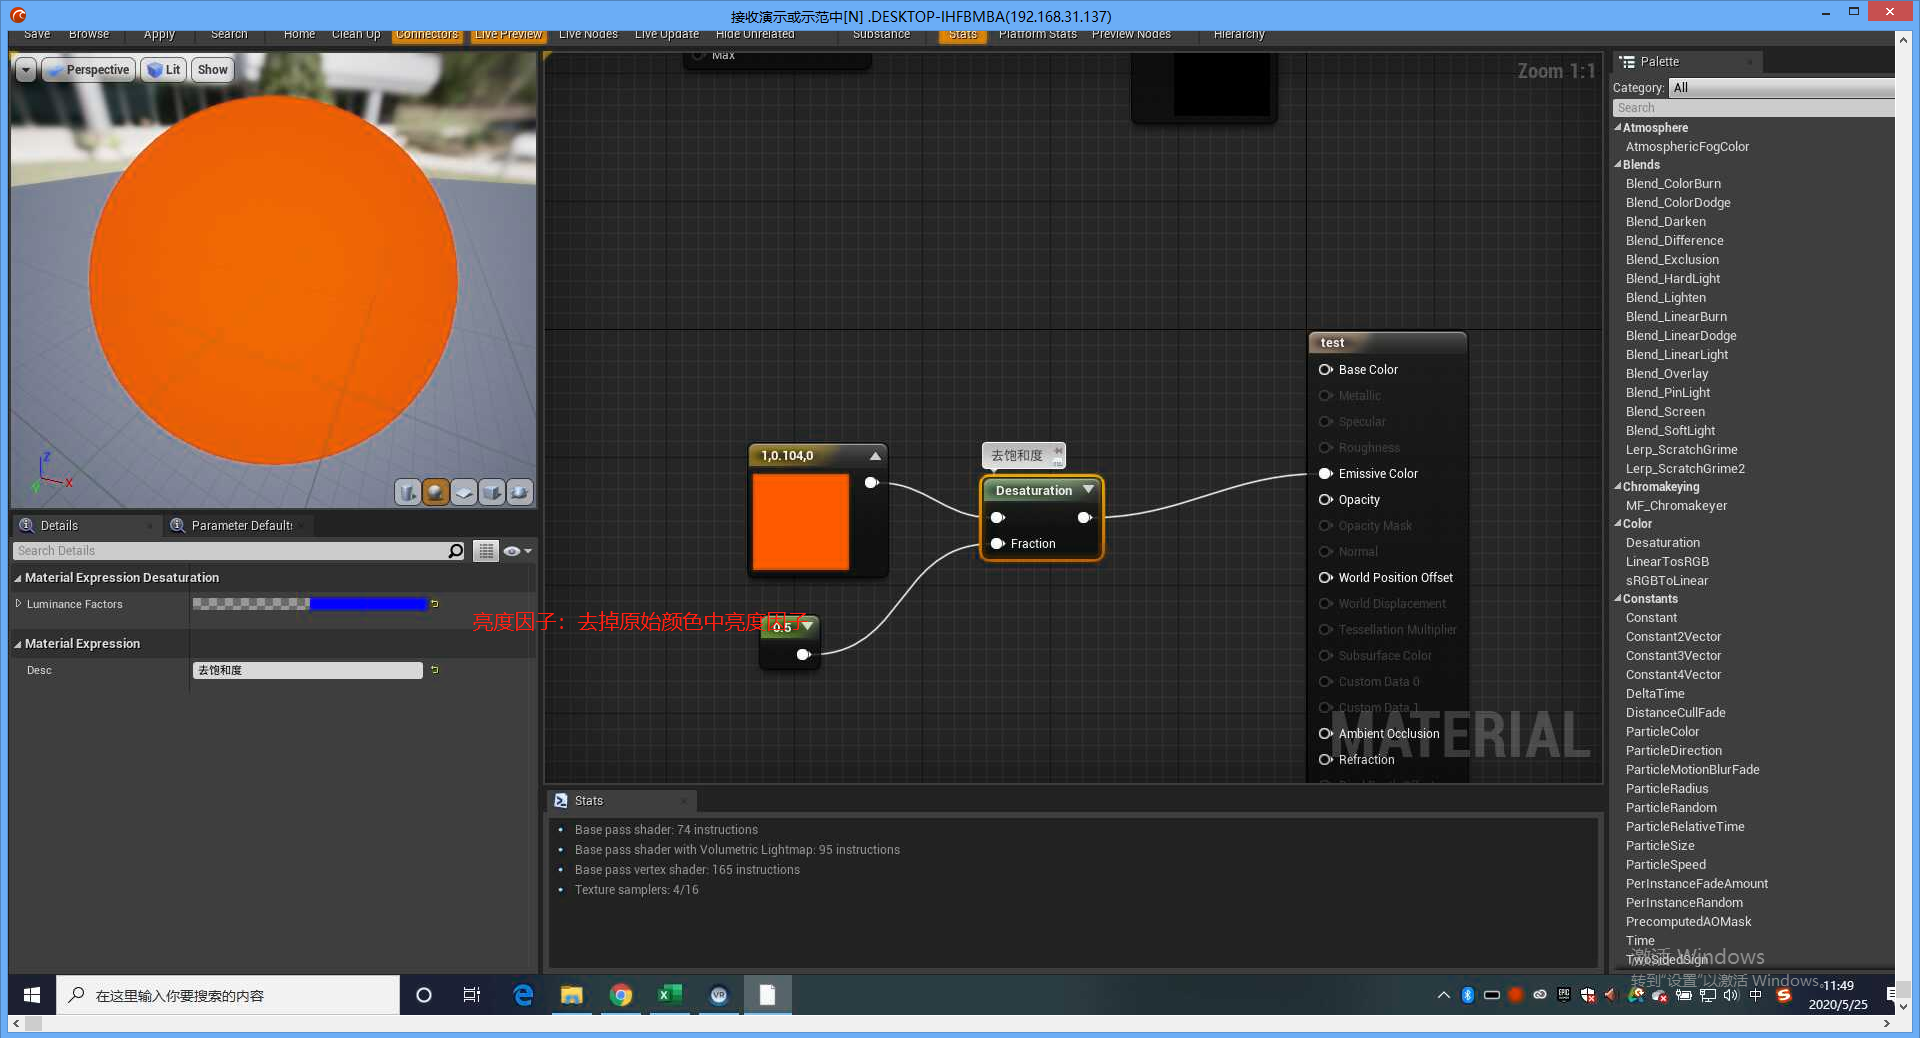 接收演示或示范中[N] .DESKTOP-IHFBMBA(192.168.31.137)
Save Browse Apply Search Home Clean Up Connectors Live Preview Live Nodes Live Update Hide Unrelated Substance Stats Platform Stats Preview Nodes Hierarchy
Perspective Lit Show
Max
Zoom 1:1
Palette
Category: All
Search
Atmosphere
AtmosphericFogColor
Blends
Blend_ColorBurn
Blend_ColorDodge
Blend_Darken
Blend_Difference
Blend_Exclusion
Blend_HardLight
Blend_Lighten
Blend_LinearBurn
Blend_LinearDodge
Blend_LinearLight
Blend_Overlay
Blend_PinLight
Blend_Screen
Blend_SoftLight
Lerp_ScratchGrime
Lerp_ScratchGrime2
Chromakeying
MF_Chromakeyer
Color
Desaturation
LinearTosRGB
sRGBToLinear
Constants
Constant
Constant2Vector
Constant3Vector
Constant4Vector
DeltaTime
DistanceCullFade
ParticleColor
ParticleDirection
ParticleMotionBlurFade
ParticleRadius
ParticleRandom
ParticleRelativeTime
ParticleSize
ParticleSpeed
PerInstanceFadeAmount
PerInstanceRandom
PrecomputedAOMask
Time
TwoSidedSign
1,0.104,0
去饱和度
Desaturation
Fraction
0.5
亮度因子：去掉原始颜色中亮度因子
test
Base Color
Metallic
Specular
Roughness
Emissive Color
Opacity
Opacity Mask
Normal
World Position Offset
World Displacement
Tessellation Multiplier
Subsurface Color
Custom Data 0
Custom Data 1
Ambient Occlusion
Refraction
MATERIAL
Z
X
Y
Details Parameter Defaults
Search Details
Material Expression Desaturation
Luminance Factors
Material Expression
Desc 去饱和度
Stats
Base pass shader: 74 instructions
Base pass shader with Volumetric Lightmap: 95 instructions
Base pass vertex shader: 165 instructions
Texture samplers: 4/16
激活 Windows
转到"设置"以激活 Windows。
在这里输入你要搜索的内容
VR
EPIC
中
11:49
2020/5/25